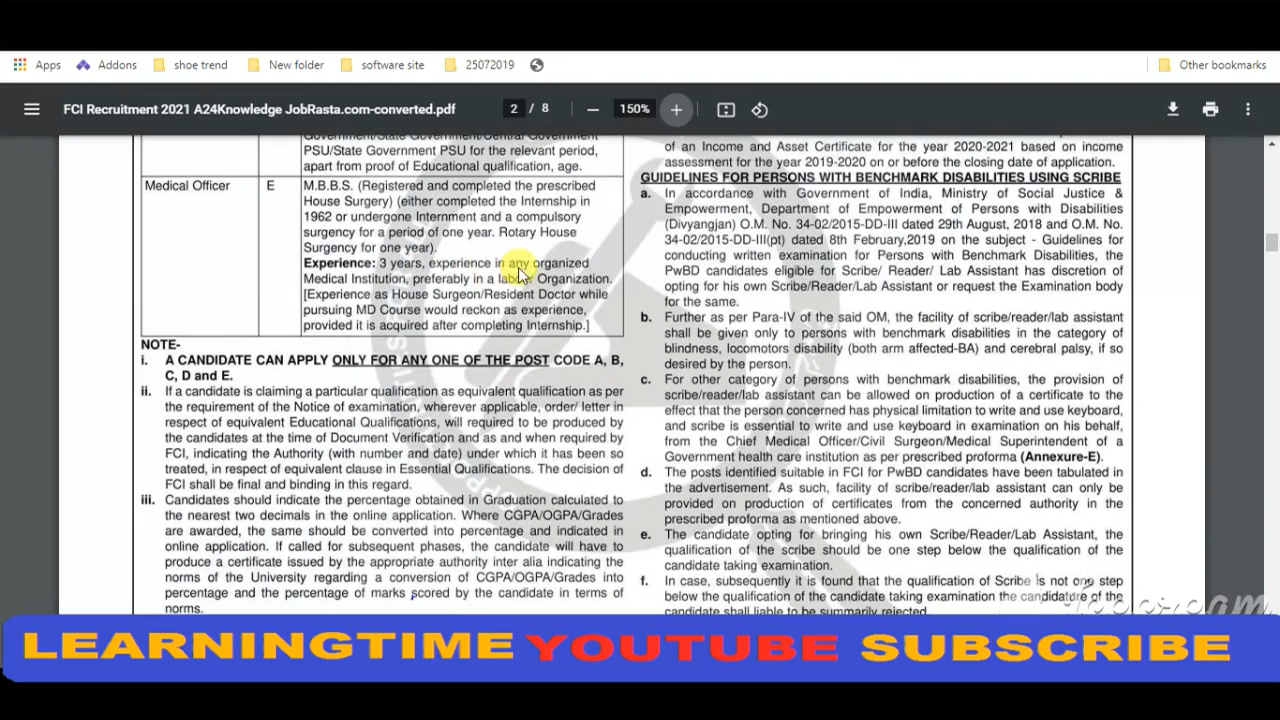 Apps
Addons
shoe trend
New folder
software site
25072019
Other bookmarks
FCI Recruitment 2021 A24Knowledge JobRasta.com-converted.pdf
2 / 8
150%
Government/State Government/Central Government
PSU/State Government PSU for the relevant period,
apart from proof of Educational qualification, age.
Medical Officer
E
M.B.B.S. (Registered and completed the prescribed
House Surgery) (either completed the Internship in
1962 or undergone Internment and a compulsory
surgency for a period of one year. Rotary House
Surgency for one year).
Experience: 3 years, experience in any organized
Medical Institution, preferably in a labour Organization.
[Experience as House Surgeon/Resident Doctor while
pursuing MD Course would reckon as experience,
provided it is acquired after completing Internship.]
NOTE-
i. A CANDIDATE CAN APPLY ONLY FOR ANY ONE OF THE POST CODE A, B,
C, D and E.
ii. If a candidate is claiming a particular qualification as equivalent qualification as per
the requirement of the Notice of examination, wherever applicable, order/ letter in
respect of equivalent Educational Qualifications will required to be produced by
the candidates at the time of Document Verification and as and when required by
FCI, indicating the Authority (with number and date) under which it has been so
treated, in respect of equivalent clause in Essential Qualifications. The decision of
FCI shall be final and binding in this regard.
iii. Candidates should indicate the percentage obtained in Graduation calculated to
the nearest two decimals in the online application. Where CGPA/OGPA/Grades
are awarded, the same should be converted into percentage and indicated in
online application. If called for subsequent phases, the candidate will have to
produce a certificate issued by the appropriate authority inter alia indicating the
norms of the University regarding a conversion of CGPA/OGPA/Grades into
percentage and the percentage of marks scored by the candidate in terms of
norms.
of an Income and Asset Certificate for the year 2020-2021 based on income
assessment for the year 2019-2020 on or before the closing date of application.
GUIDELINES FOR PERSONS WITH BENCHMARK DISABILITIES USING SCRIBE
a. In accordance with Government of India, Ministry of Social Justice &
Empowerment, Department of Empowerment of Persons with Disabilities
(Divyangjan) O.M. No. 34-02/2015-DD-III dated 29th August, 2018 and O.M. No.
34-02/2015-DD-III(pt) dated 8th February,2019 on the subject - Guidelines for
conducting written examination for Persons with Benchmark Disabilities, the
PwBD candidates eligible for Scribe/ Reader/ Lab Assistant has discretion of
opting for his own Scribe/Reader/Lab Assistant or request the Examination body
for the same.
b. Further as per Para-IV of the said OM, the facility of scribe/reader/lab assistant
shall be given only to persons with benchmark disabilities in the category of
blindness, locomotors disability (both arm affected-BA) and cerebral palsy, if so
desired by the person.
c. For other category of persons with benchmark disabilities, the provision of
scribe/reader/lab assistant can be allowed on production of a certificate to the
effect that the person concerned has physical limitation to write and use keyboard,
and scribe is essential to write and use keyboard in examination on his behalf,
from the Chief Medical Officer/Civil Surgeon/Medical Superintendent of a
Government health care institution as per prescribed proforma (Annexure-E).
d. The posts identified suitable in FCI for PwBD candidates have been tabulated in
the advertisement. As such, facility of scribe/reader/lab assistant can only be
provided on production of certificates from the concerned authority in the
prescribed proforma as mentioned above.
e. The candidate opting for bringing his own Scribe/Reader/Lab Assistant, the
qualification of the scribe should be one step below the qualification of the
candidate taking examination.
f. In case, subsequently it is found that the qualification of Scribe is not one step
below the qualification of the candidate taking examination the candidature of the
candidate shall liable to be summarily rejected.
LEARNINGTIME YOUTUBE SUBSCRIBE